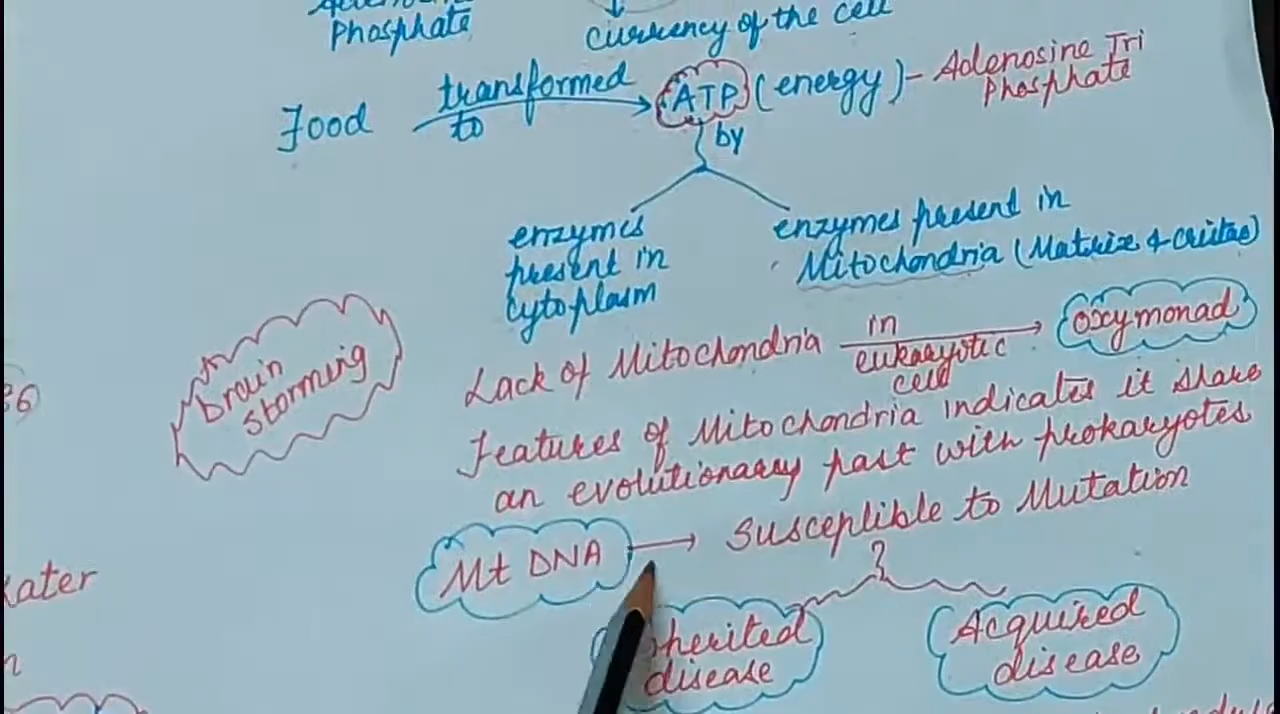 Phosphate
currency of the cell
Food transformed to ATP (energy) - Adenosine Tri
Phosphate
by
enzymes
present in
cytoplasm
enzymes present in
Mitochondria (Matrix & cristae)
Brain
Storming
Lack of Mitochondria in eukaryotic cell Oxymonad
Features of Mitochondria indicates it share
an evolutionary past with prokaryotes
Mt DNA → Susceptible to Mutation
herited
disease
Acquired
disease